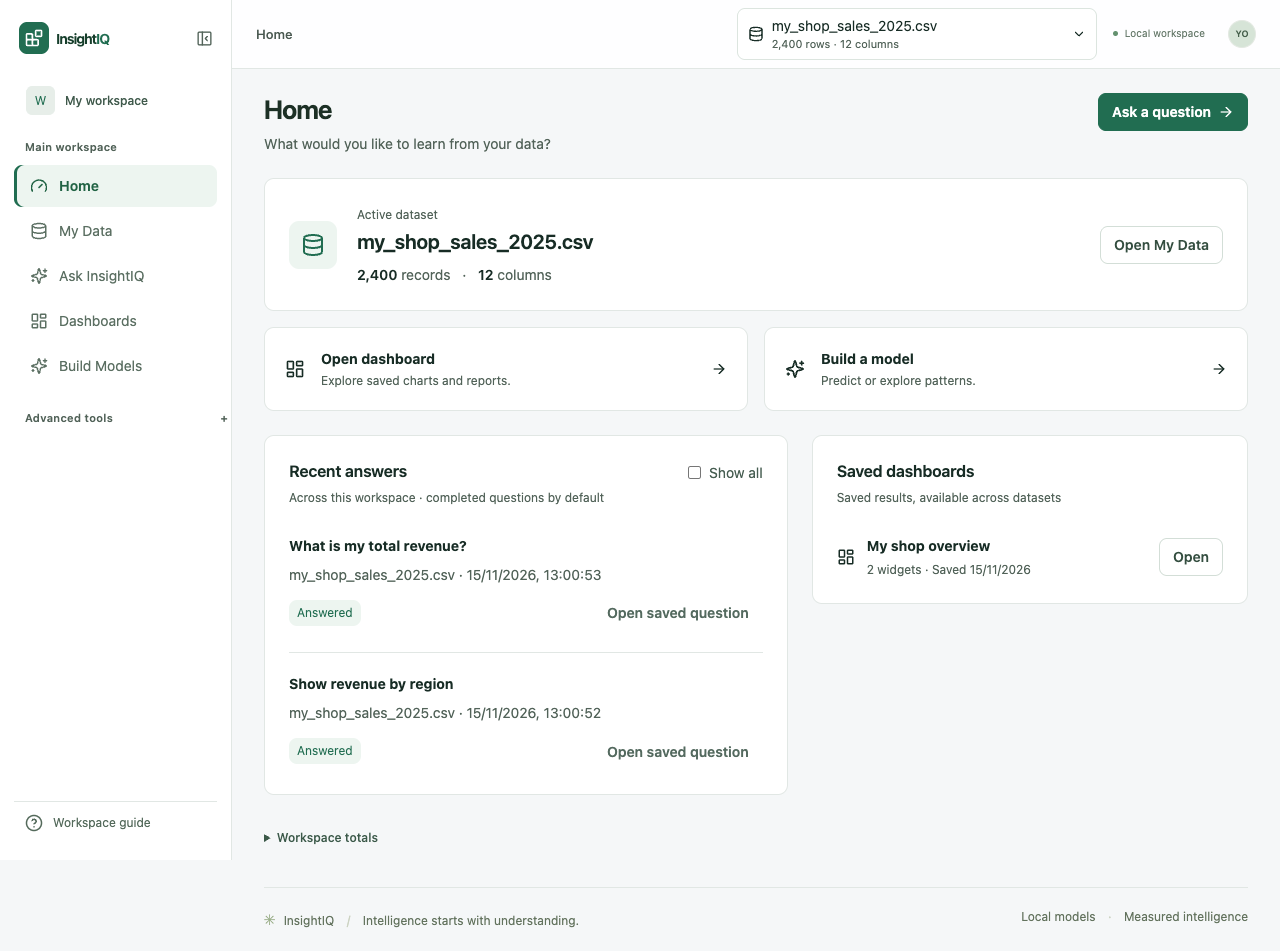 InsightIQ
Home
my_shop_sales_2025.csv
2,400 rows · 12 columns
Local workspace
YO
W
My workspace
Main workspace
Home
My Data
Ask InsightIQ
Dashboards
Build Models
Advanced tools +
Workspace guide
Home
What would you like to learn from your data?
Ask a question →
Active dataset
my_shop_sales_2025.csv
2,400 records · 12 columns
Open My Data
Open dashboard
Explore saved charts and reports.
Build a model
Predict or explore patterns.
Recent answers
Show all
Across this workspace · completed questions by default
What is my total revenue?
my_shop_sales_2025.csv · 15/11/2026, 13:00:53
Answered
Open saved question
Show revenue by region
my_shop_sales_2025.csv · 15/11/2026, 13:00:52
Answered
Open saved question
Saved dashboards
Saved results, available across datasets
My shop overview
2 widgets · Saved 15/11/2026
Open
Workspace totals
InsightIQ / Intelligence starts with understanding.
Local models · Measured intelligence